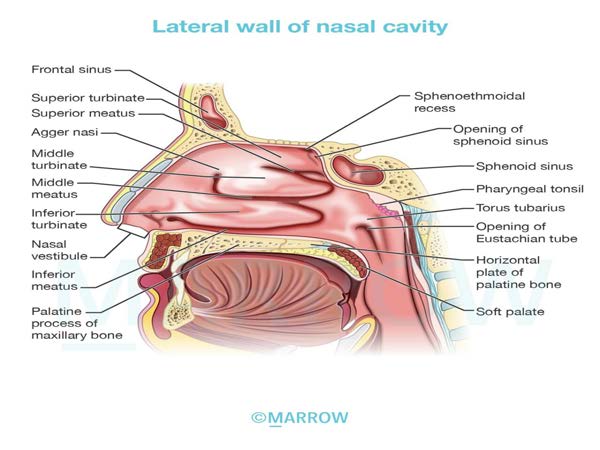 Lateral wall of nasal cavity
Frontal sinus
Superior turbinate
Superior meatus
Agger nasi
Middle
turbinate
Middle
meatus
Inferior
turbinate
Nasal
vestibule
Inferior
meatus
Palatine
process of
maxillary bone
Sphenoethmoidal
recess
Opening of
sphenoid sinus
Sphenoid sinus
Pharyngeal tonsil
Torus tubarius
Opening of
Eustachian tube
Horizontal
plate of
palatine bone
Soft palate
MARROW
©MARROW